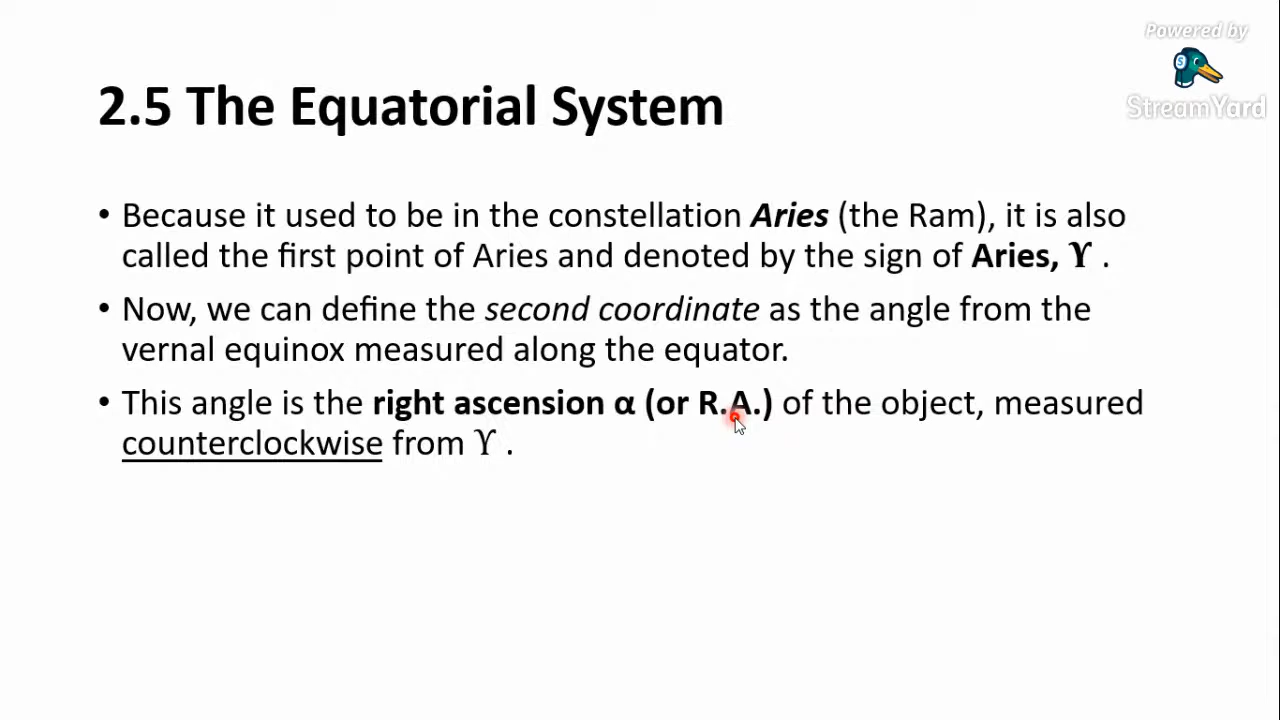 Powered by
S
StreamYard
2.5 The Equatorial System
• Because it used to be in the constellation Aries (the Ram), it is also
called the first point of Aries and denoted by the sign of Aries, ϒ .
• Now, we can define the second coordinate as the angle from the
vernal equinox measured along the equator.
• This angle is the right ascension α (or R.A.) of the object, measured
counterclockwise from ϒ .